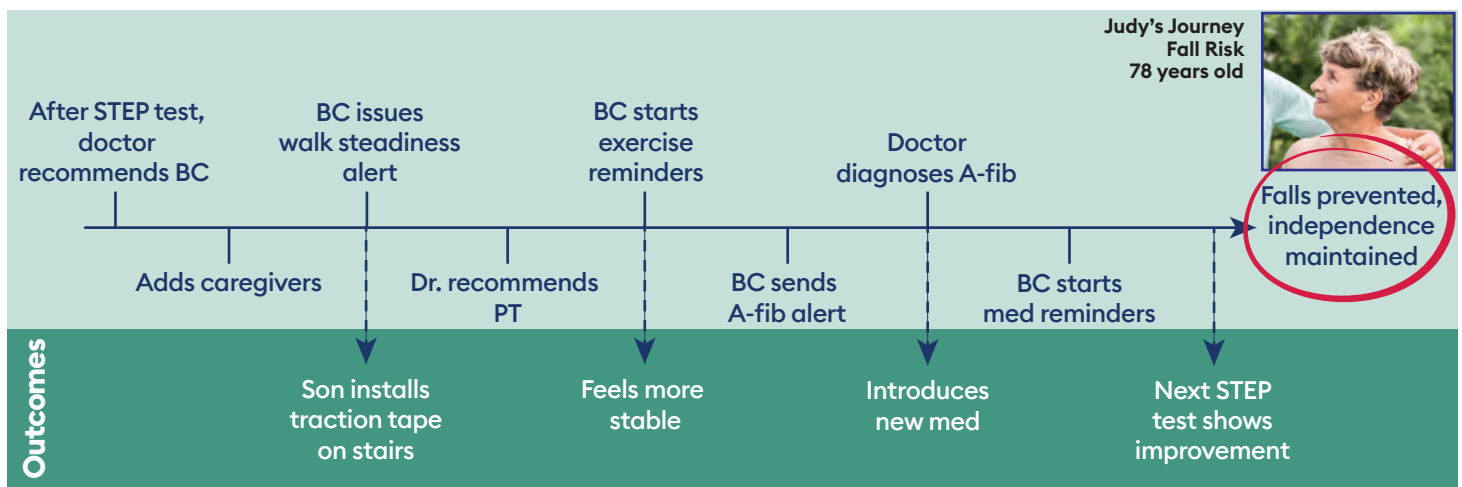 Judy’s Journey
Fall Risk
78 years old
After STEP test,
doctor
recommends BC
Adds caregivers
BC issues
walk steadiness
alert
Dr. recommends
PT
BC starts
exercise
reminders
BC sends
A-fib alert
Doctor
diagnoses A-fib
BC starts
med reminders
Falls prevented,
independence
maintained
Outcomes
Son installs
traction tape
on stairs
Feels more
stable
Introduces
new med
Next STEP
test shows
improvement